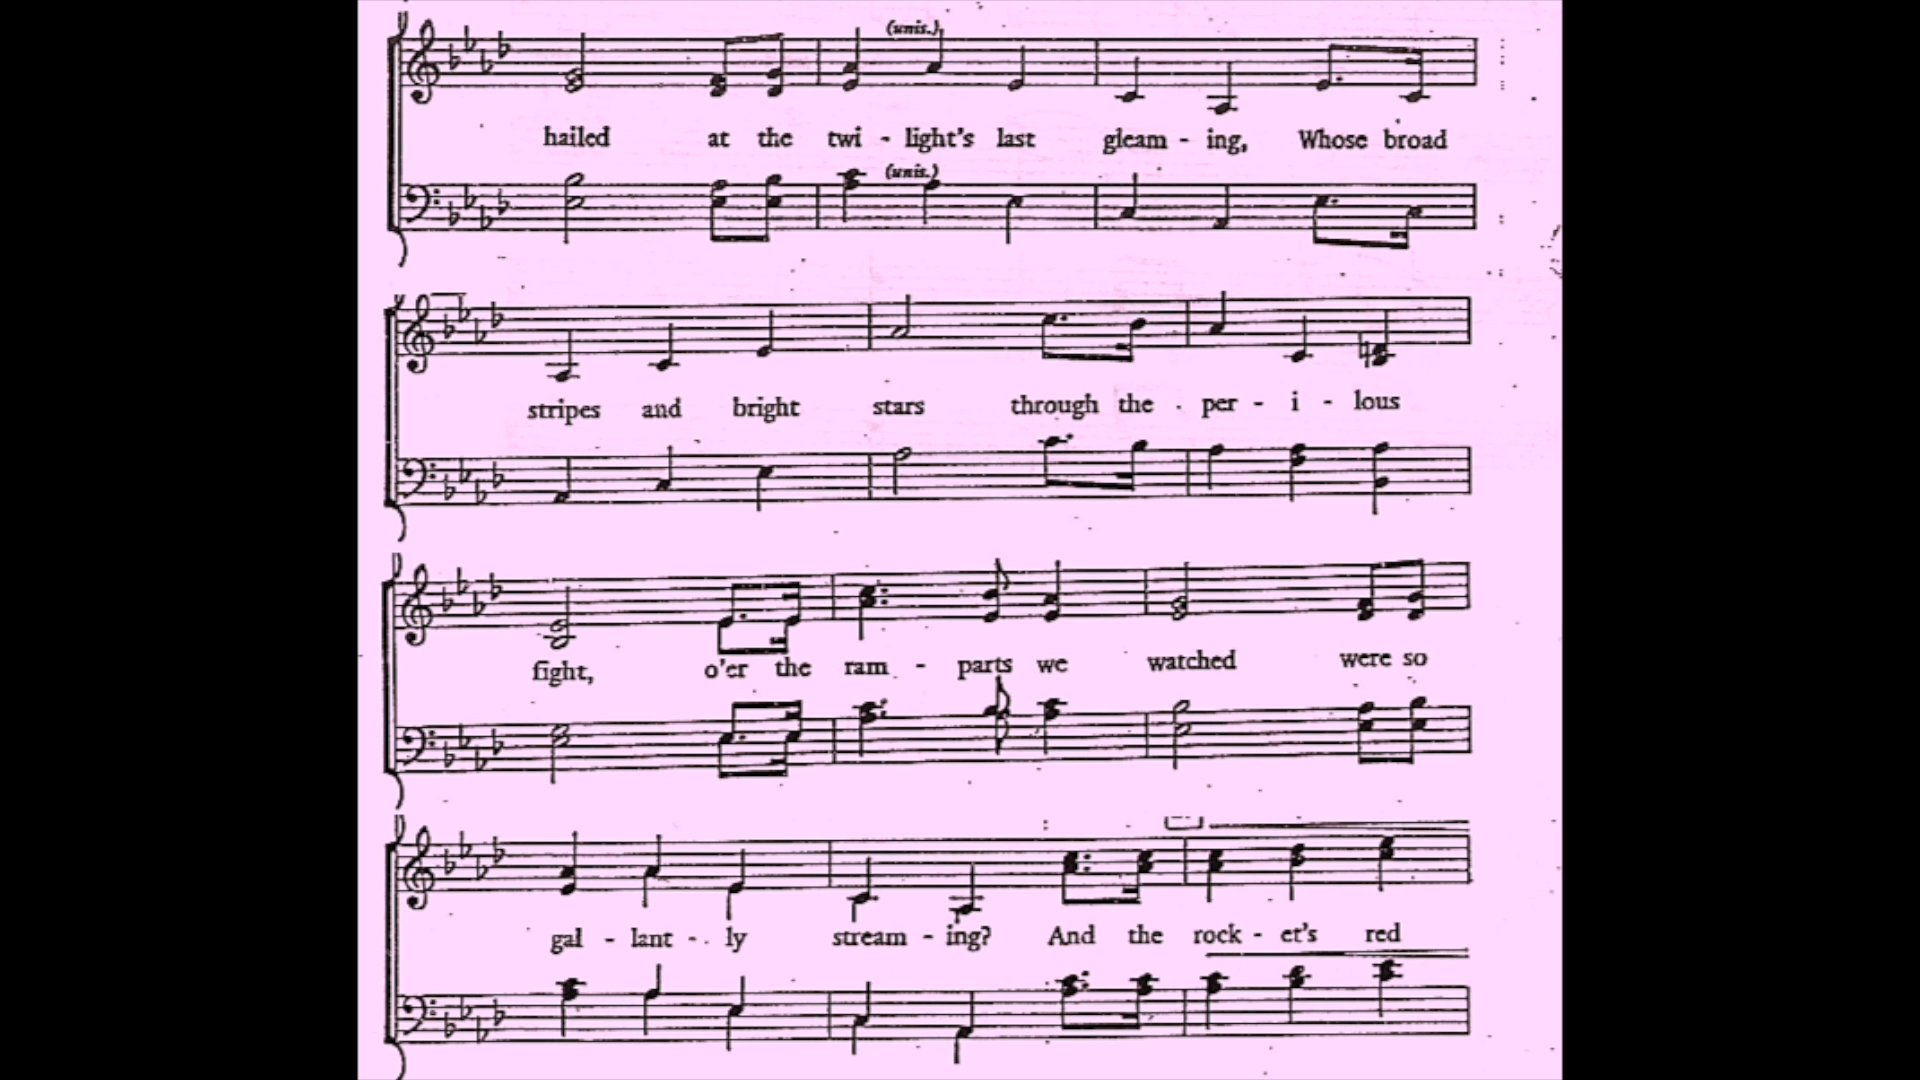 (unis.)
hailed at the twi - light's last gleam - ing, Whose broad
(unis.)
stripes and bright stars through the per - i - lous
fight, o'er the ram - parts we watched were so
gal - lant - ly stream - ing? And the rock - et's red